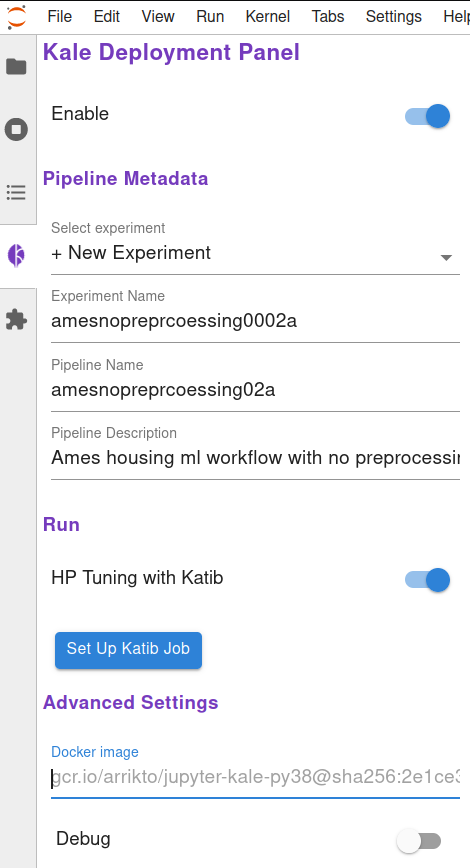 File Edit View Run Kernel Tabs Settings Help
Kale Deployment Panel
Enable
Pipeline Metadata
Select experiment
+ New Experiment
Experiment Name
amesnopreprcoessing0002a
Pipeline Name
amesnopreprcoessing02a
Pipeline Description
Ames housing ml workflow with no preprocessin
Run
HP Tuning with Katib
Set Up Katib Job
Advanced Settings
Docker image
gcr.io/arrikto/jupyter-kale-py38@sha256:2e1ce3
Debug